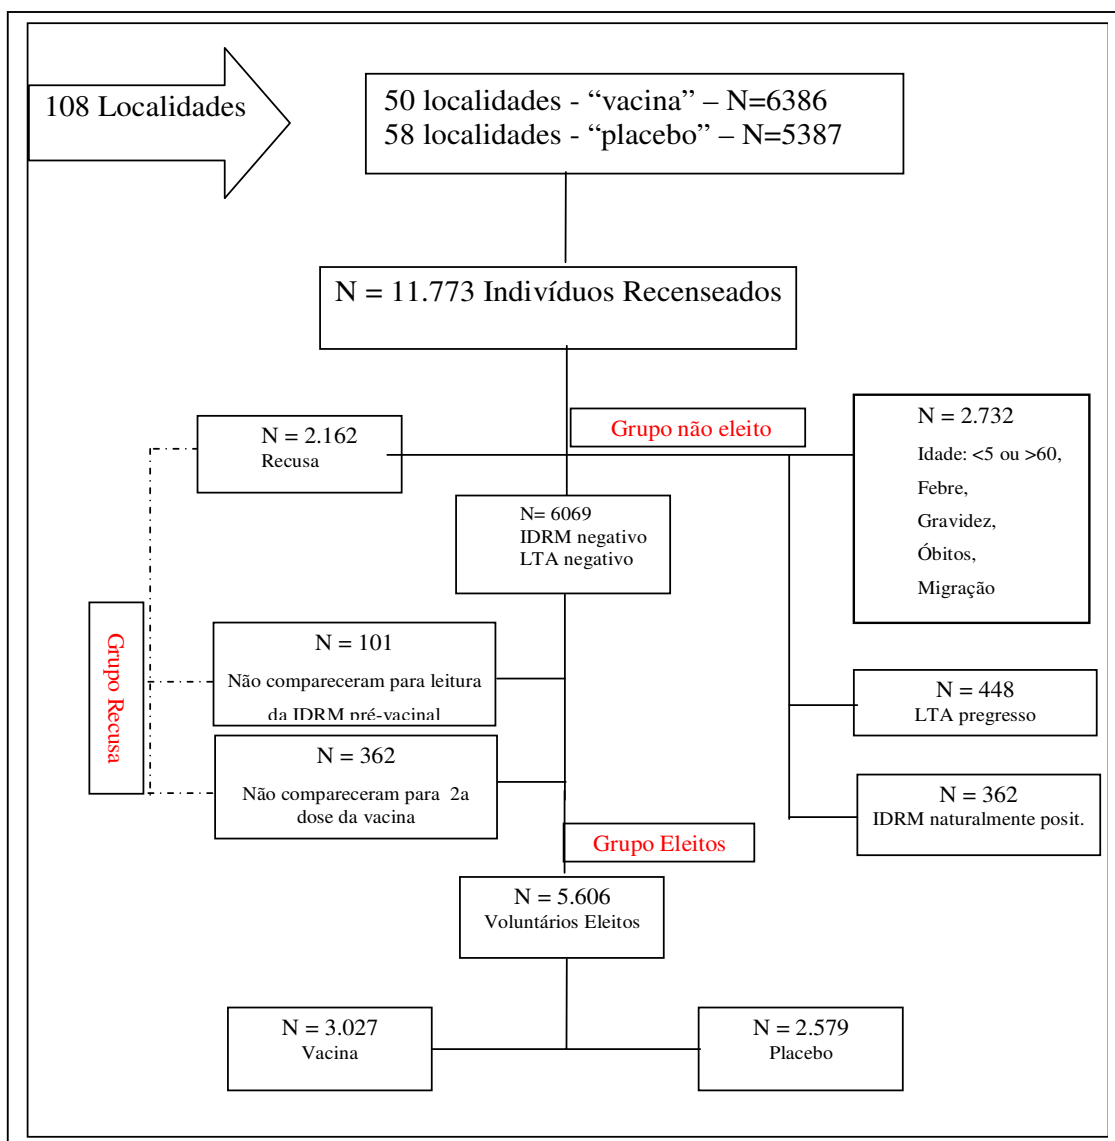 108 Localidades
50 localidades - “vacina” – N=6386
58 localidades - “placebo” – N=5387
N = 11.773 Indivíduos Recenseados
Grupo não eleito
N = 2.162
Recusa
N = 2.732
Idade: <5 ou >60,
Febre,
Gravidez,
Óbitos,
Migração
N= 6069
IDRM negativo
LTA negativo
Grupo Recusa
N = 101
Não compareceram para leitura
da IDRM pré-vacinal
N = 448
LTA pregresso
N = 362
Não compareceram para 2a
dose da vacina
N = 362
IDRM naturalmente posit.
Grupo Eleitos
N = 5.606
Voluntários Eleitos
N = 3.027
Vacina
N = 2.579
Placebo